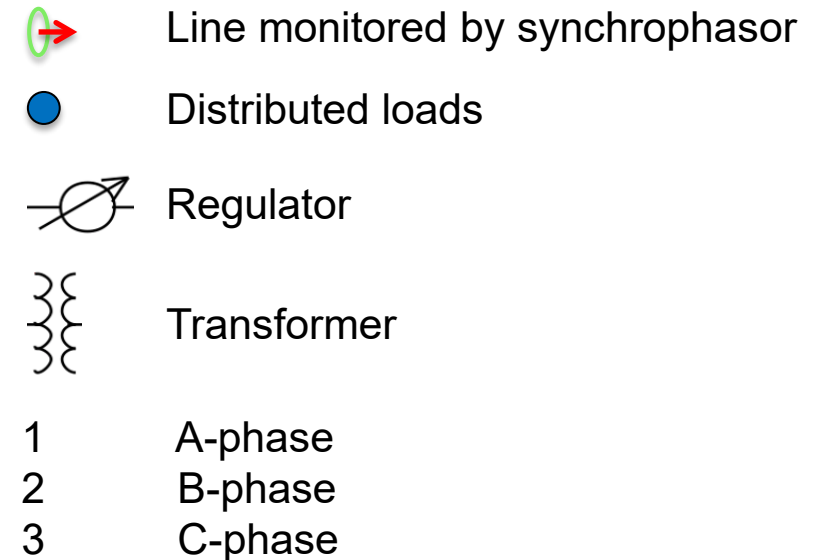 Line monitored by synchrophasor
Distributed loads
Regulator
Transformer
1 A-phase
2 B-phase
3 C-phase